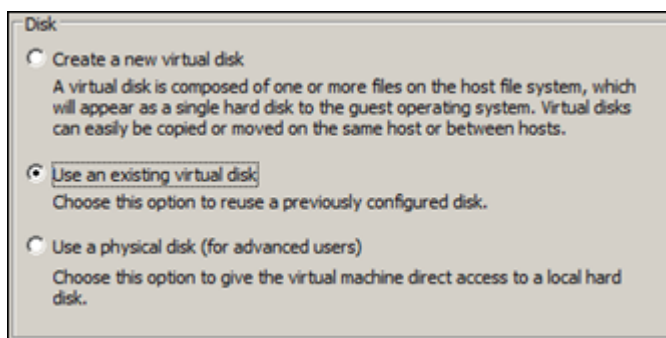 Disk
Create a new virtual disk
A virtual disk is composed of one or more files on the host file system, which
will appear as a single hard disk to the guest operating system. Virtual disks
can easily be copied or moved on the same host or between hosts.
Use an existing virtual disk
Choose this option to reuse a previously configured disk.
Use a physical disk (for advanced users)
Choose this option to give the virtual machine direct access to a local hard
disk.